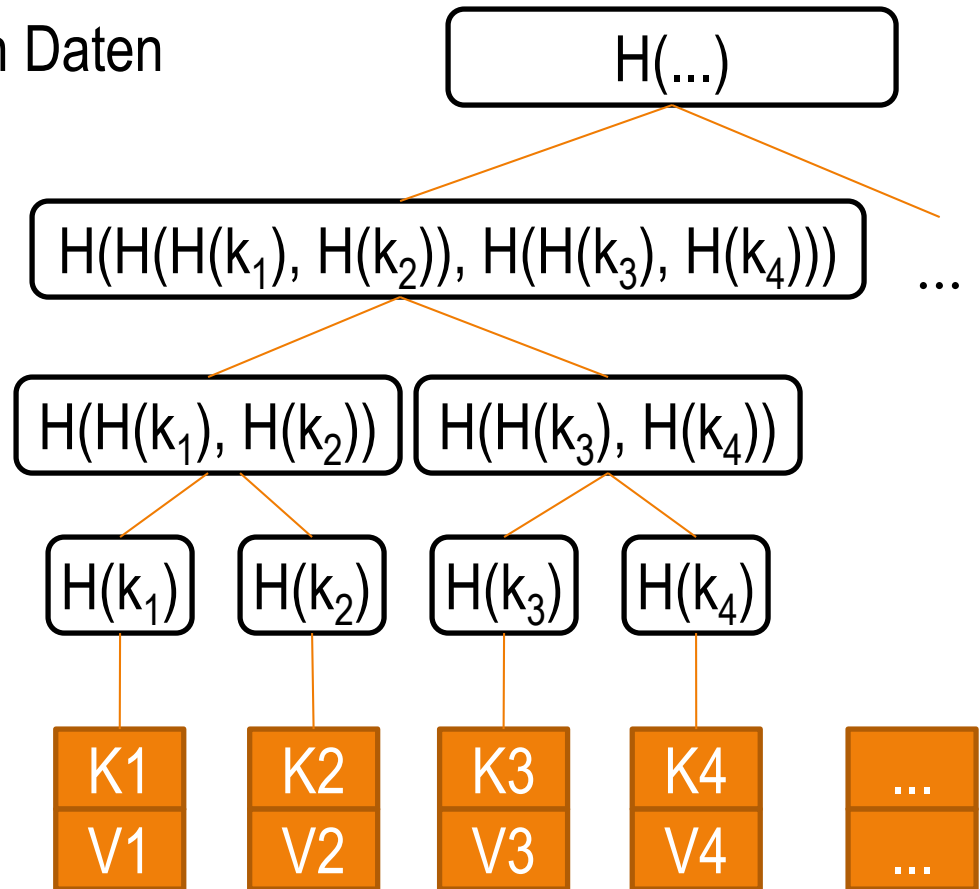 n Daten
H(...)
H(H(H(k₁), H(k₂)), H(H(k₃), H(k₄)))
...
H(H(k₁), H(k₂))
H(H(k₃), H(k₄))
H(k₁)
H(k₂)
H(k₃)
H(k₄)
K1
K2
K3
K4
...
V1
V2
V3
V4
...